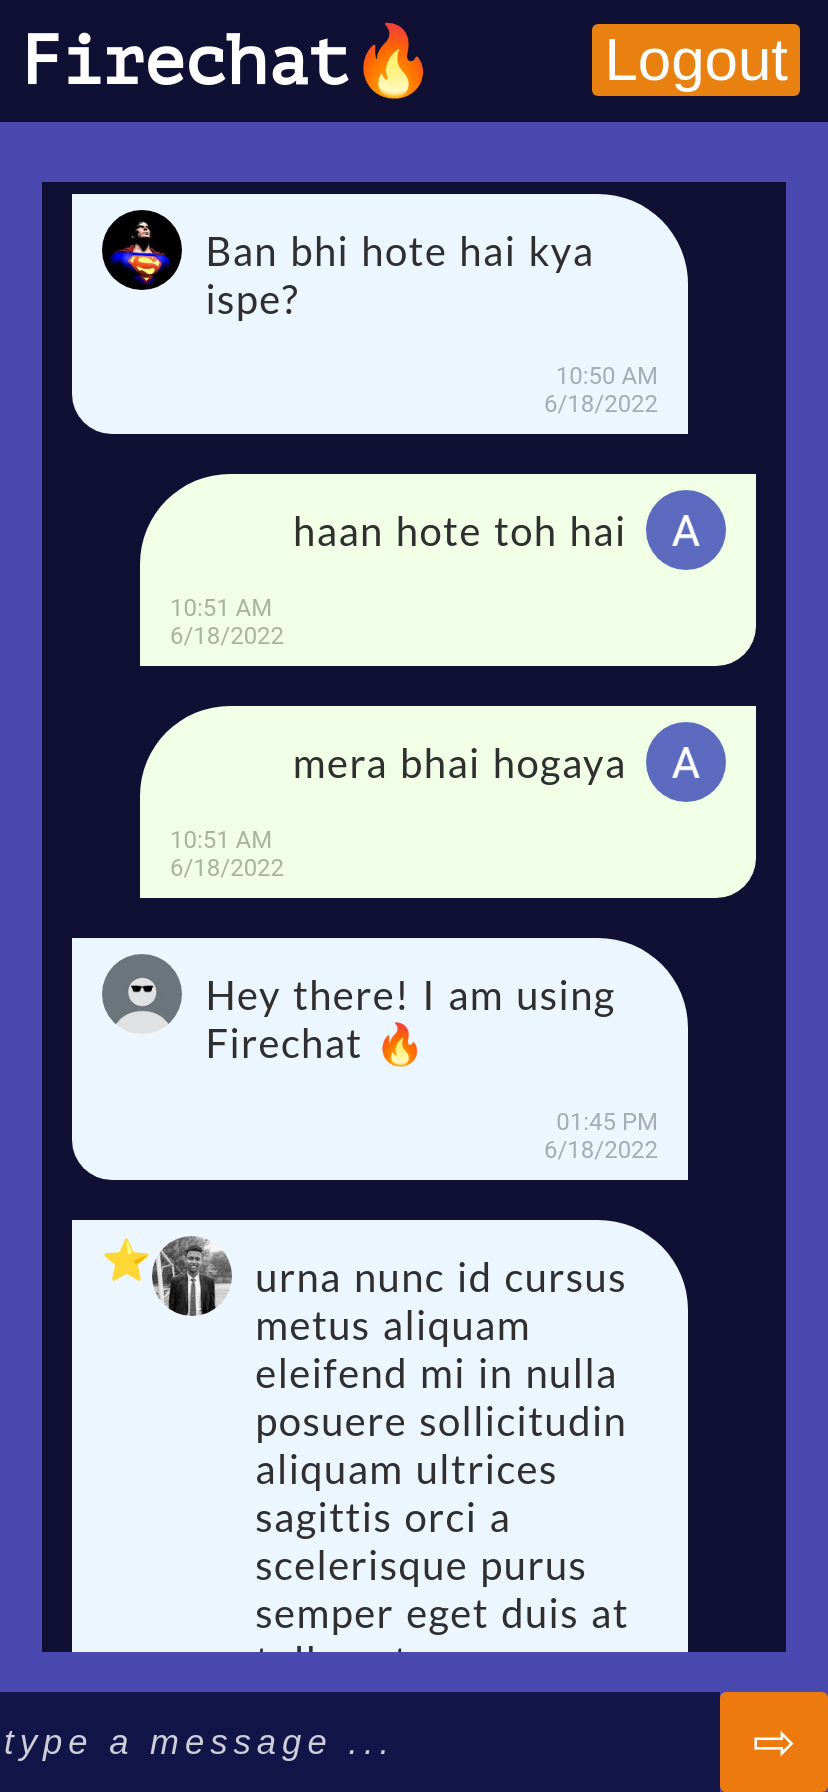 Firechat🔥
Logout
Ban bhi hote hai kya
ispe?
10:50 AM
6/18/2022
haan hote toh hai
A
10:51 AM
6/18/2022
mera bhai hogaya
A
10:51 AM
6/18/2022
Hey there! I am using
Firechat 🔥
01:45 PM
6/18/2022
urna nunc id cursus
metus aliquam
eleifend mi in nulla
posuere sollicitudin
aliquam ultrices
sagittis orci a
scelerisque purus
semper eget duis at
type a message ...